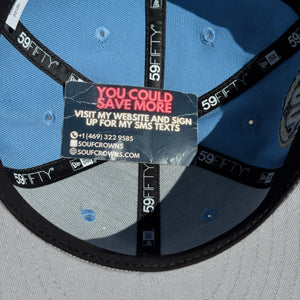 59FIFTY
59FIFTY
59FIFTY
YOU COULD
SAVE MORE
VISIT MY WEBSITE AND SIGN
UP FOR MY SMS TEXTS
+1 (469) 322 9585
SOUFCROWNS
SOUFCROWNS.COM
59FIFTY
59FIFTY
59FIFTY